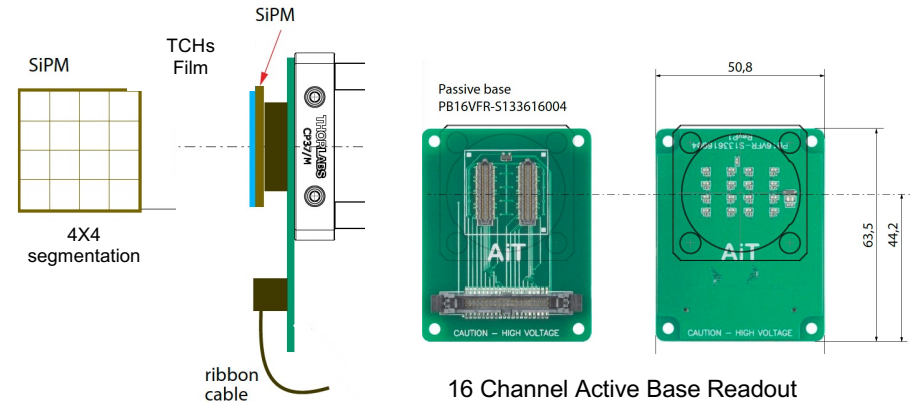 SiPM
SiPM
TCHs
Film
4X4
segmentation
THORLABS
CP37/M
ribbon
cable
Passive base
PB16VFR-S133616004
AiT
CAUTION – HIGH VOLTAGE
50,8
AiT
CAUTION – HIGH VOLTAGE
63,5
44,2
16 Channel Active Base Readout